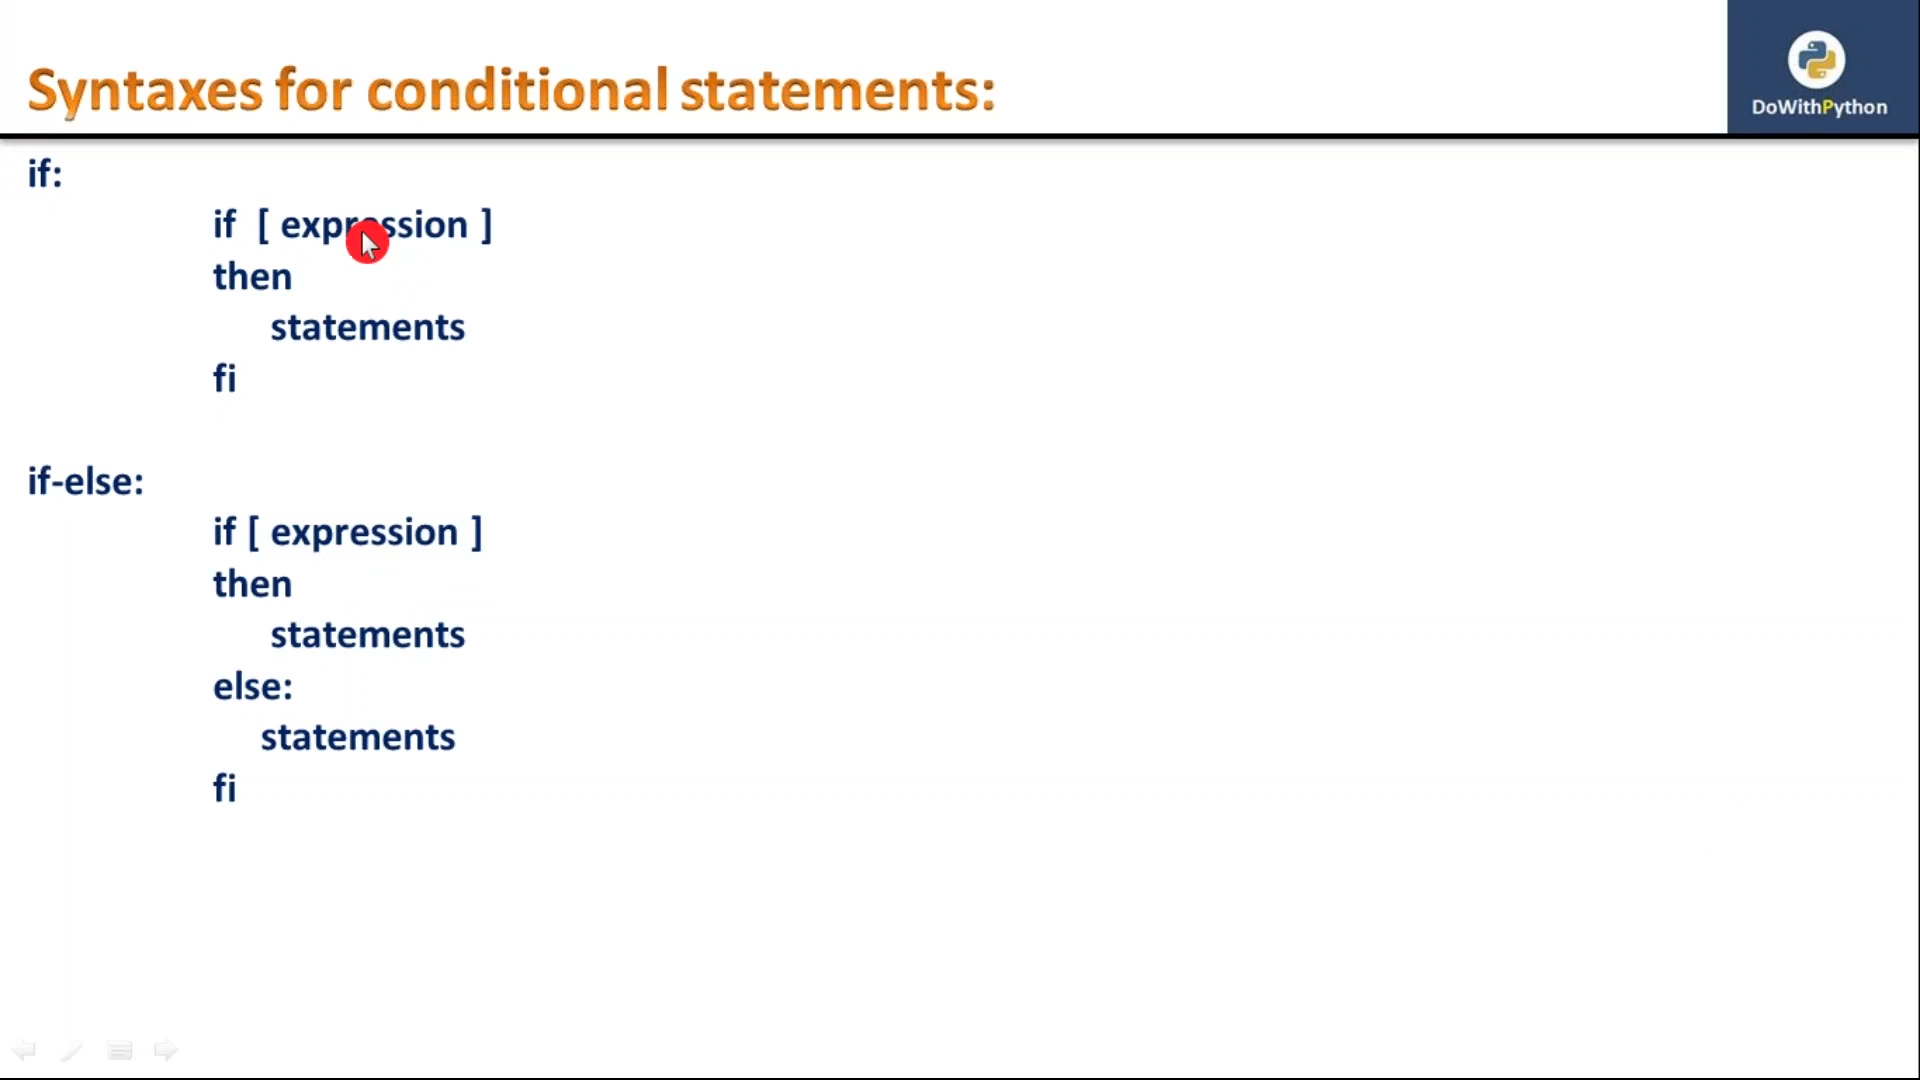 Syntaxes for conditional statements:
DoWithPython
if:
if [ expression ]
then
statements
fi
if-else:
if [ expression ]
then
statements
else:
statements
fi